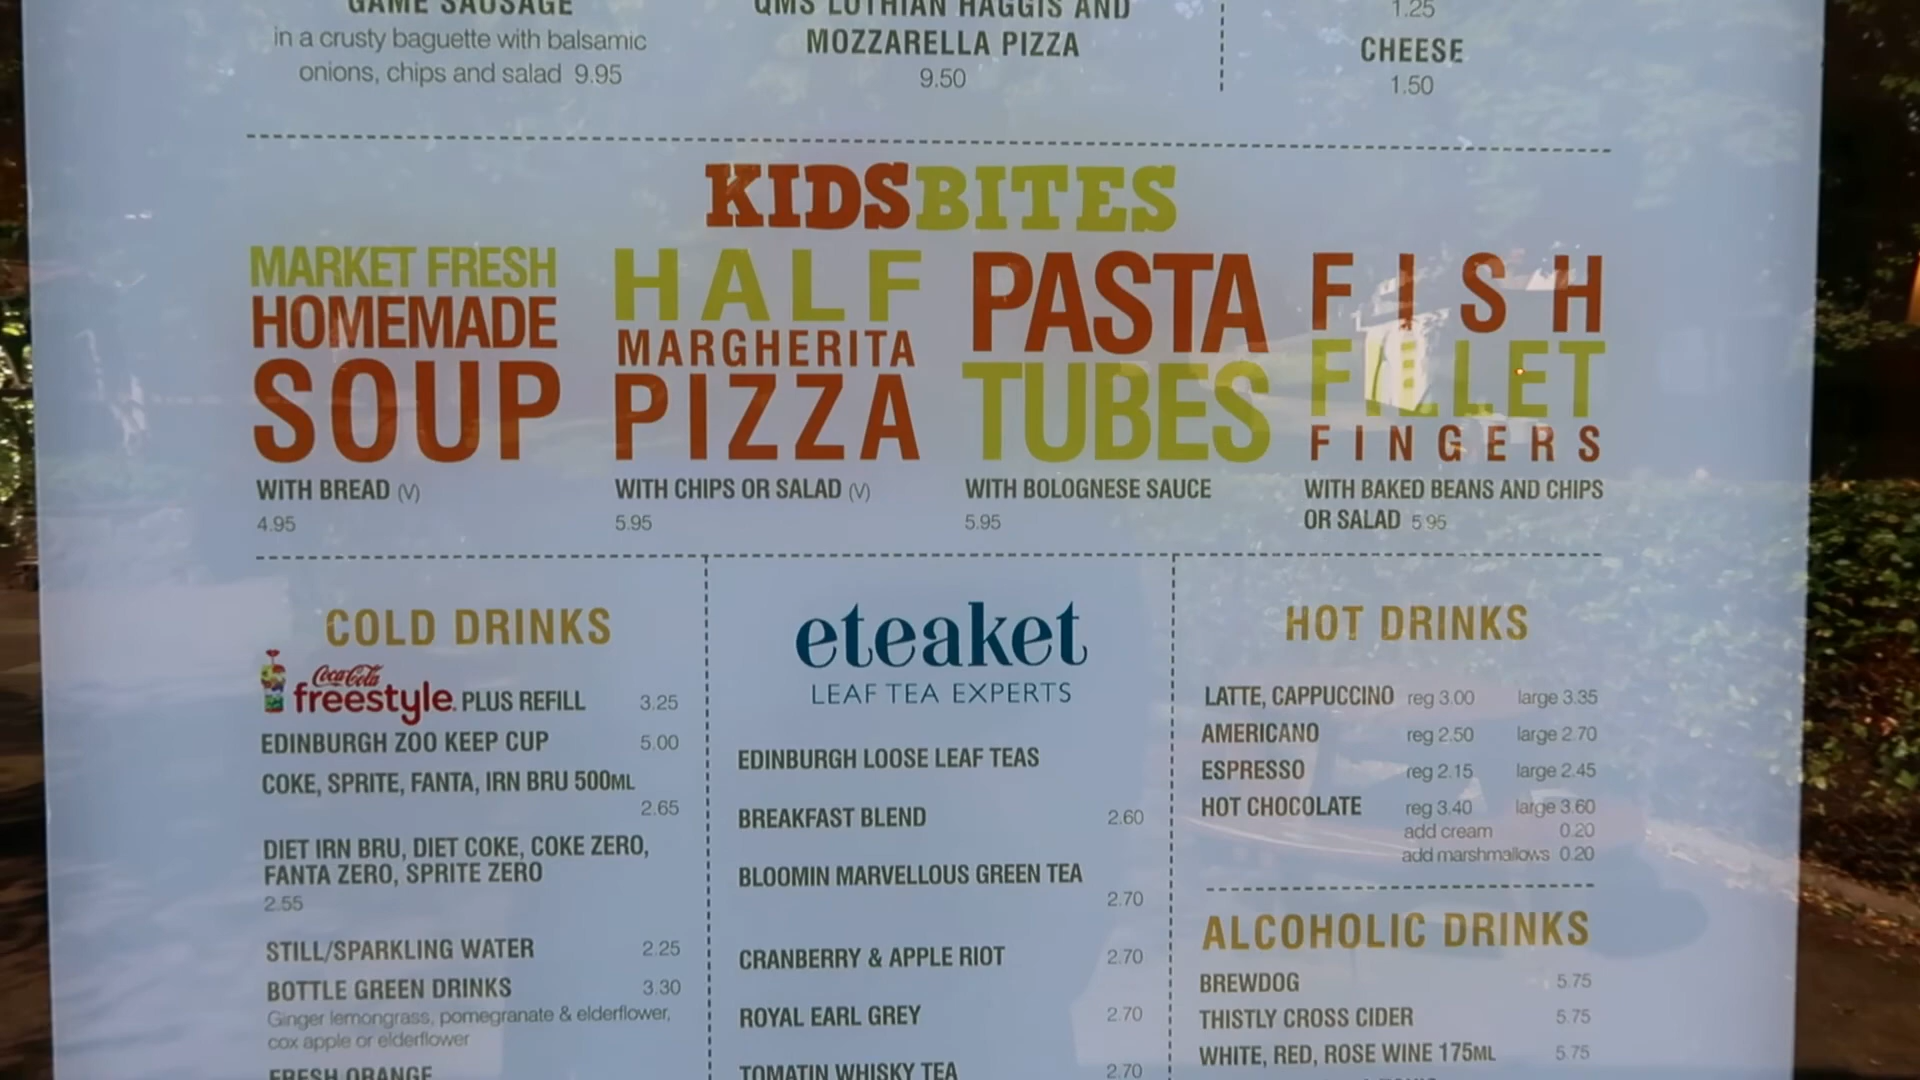 GAME SAUSAGE
in a crusty baguette with balsamic
onions, chips and salad 9.95
QMS LOTHIAN HAGGIS AND
MOZZARELLA PIZZA
9.50
1.25
CHEESE
1.50
KIDSBITES
MARKET FRESH
HOMEMADE
SOUP
WITH BREAD (V)
4.95
HALF
MARGHERITA
PIZZA
WITH CHIPS OR SALAD (V)
5.95
PASTA
TUBES
WITH BOLOGNESE SAUCE
5.95
FISH
FILLET
FINGERS
WITH BAKED BEANS AND CHIPS
OR SALAD 5.95
COLD DRINKS
Coca-Cola
freestyle. PLUS REFILL 3.25
EDINBURGH ZOO KEEP CUP 5.00
COKE, SPRITE, FANTA, IRN BRU 500ML
2.65
DIET IRN BRU, DIET COKE, COKE ZERO,
FANTA ZERO, SPRITE ZERO
2.55
STILL/SPARKLING WATER 2.25
BOTTLE GREEN DRINKS 3.30
Ginger lemongrass, pomegranate & elderflower,
cox apple or elderflower
FRESH ORANGE
eteaket
LEAF TEA EXPERTS
EDINBURGH LOOSE LEAF TEAS
BREAKFAST BLEND 2.60
BLOOMIN MARVELLOUS GREEN TEA
2.70
CRANBERRY & APPLE RIOT 2.70
ROYAL EARL GREY 2.70
TOMATIN WHISKY TEA 2.70
HOT DRINKS
LATTE, CAPPUCCINO reg 3.00 large 3.35
AMERICANO reg 2.50 large 2.70
ESPRESSO reg 2.15 large 2.45
HOT CHOCOLATE reg 3.40 large 3.60
add cream 0.20
add marshmallows 0.20
ALCOHOLIC DRINKS
BREWDOG 5.75
THISTLY CROSS CIDER 5.75
WHITE, RED, ROSE WINE 175ML 5.75